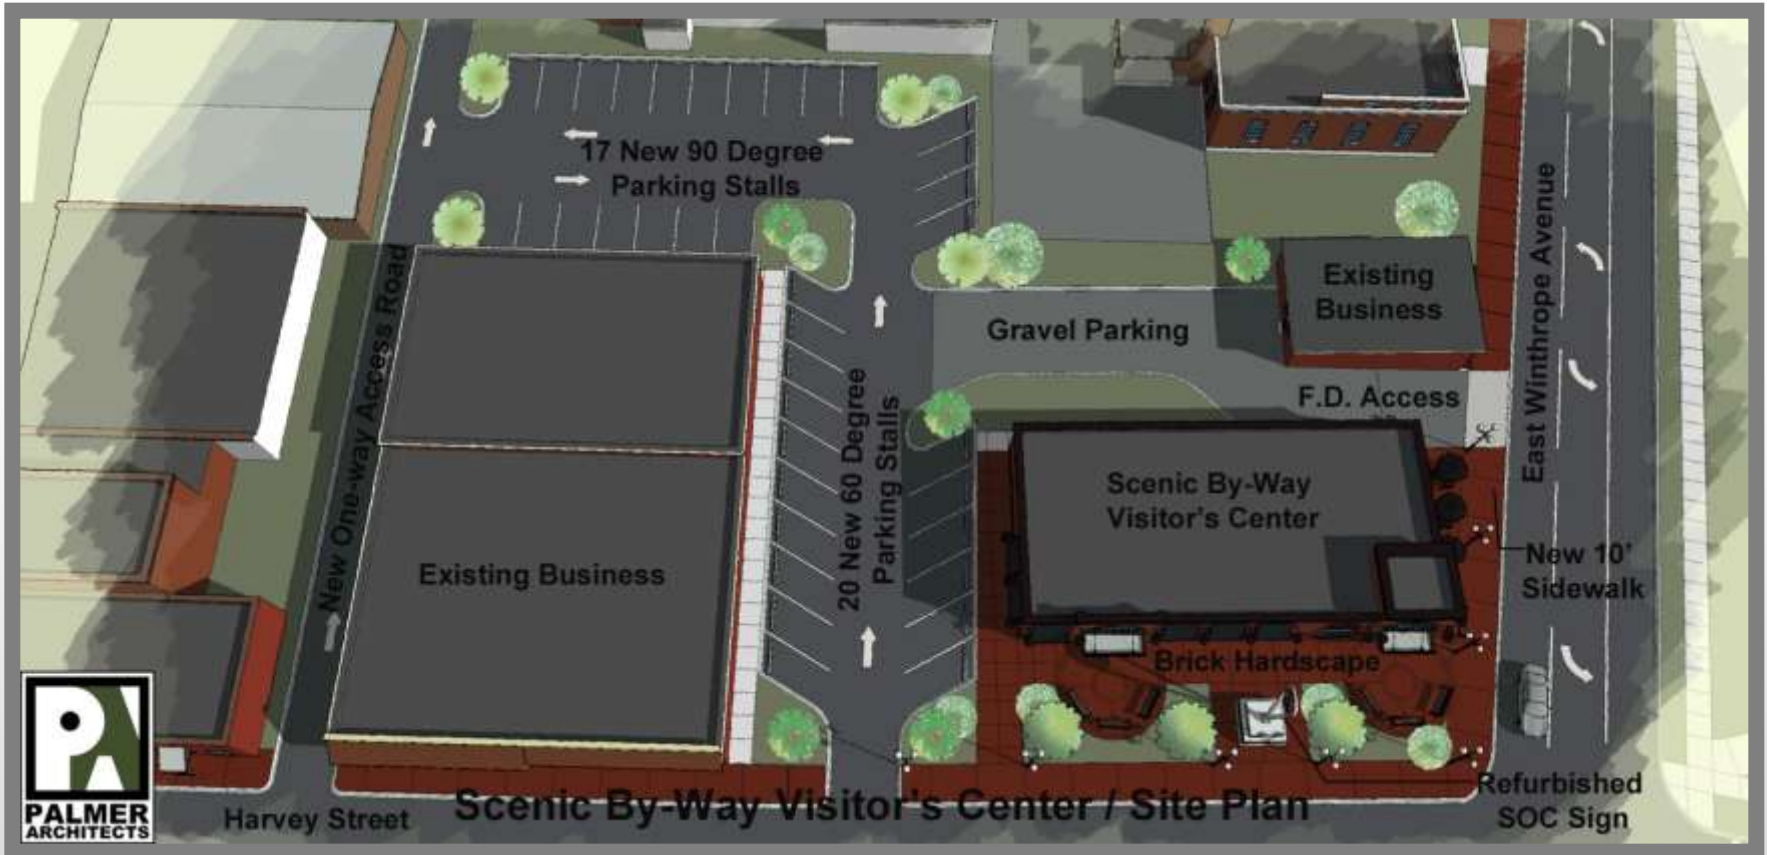 17 New 90 Degree
Parking Stalls
New One-way Access Road
Gravel Parking
Existing
Business
East Winthrope Avenue
F.D. Access
20 New 60 Degree
Parking Stalls
Scenic By-Way
Visitor's Center
Existing Business
New 10'
Sidewalk
Brick Hardscape
Refurbished
SOC Sign
Harvey Street
Scenic By-Way Visitor's Center / Site Plan
PA
PALMER
ARCHITECTS